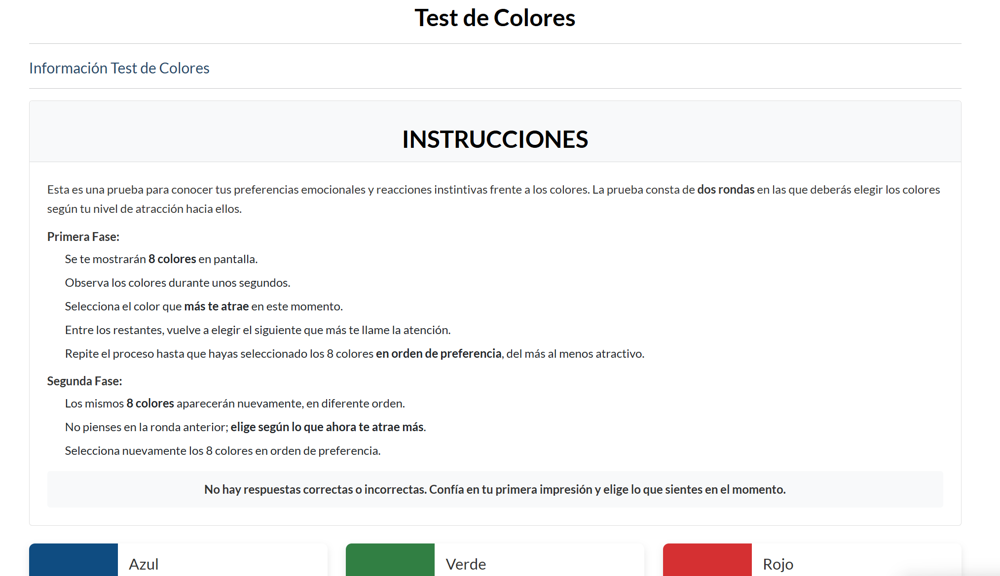 Test de Colores
Información Test de Colores
INSTRUCCIONES
Esta es una prueba para conocer tus preferencias emocionales y reacciones instintivas frente a los colores. La prueba consta de dos rondas en las que deberás elegir los colores
según tu nivel de atracción hacia ellos.
Primera Fase:
Se te mostrarán 8 colores en pantalla.
Observa los colores durante unos segundos.
Selecciona el color que más te atrae en este momento.
Entre los restantes, vuelve a elegir el siguiente que más te llame la atención.
Repite el proceso hasta que hayas seleccionado los 8 colores en orden de preferencia, del más al menos atractivo.
Segunda Fase:
Los mismos 8 colores aparecerán nuevamente, en diferente orden.
No pienses en la ronda anterior; elige según lo que ahora te atrae más.
Selecciona nuevamente los 8 colores en orden de preferencia.
No hay respuestas correctas o incorrectas. Confía en tu primera impresión y elige lo que sientes en el momento.
Azul
Verde
Rojo